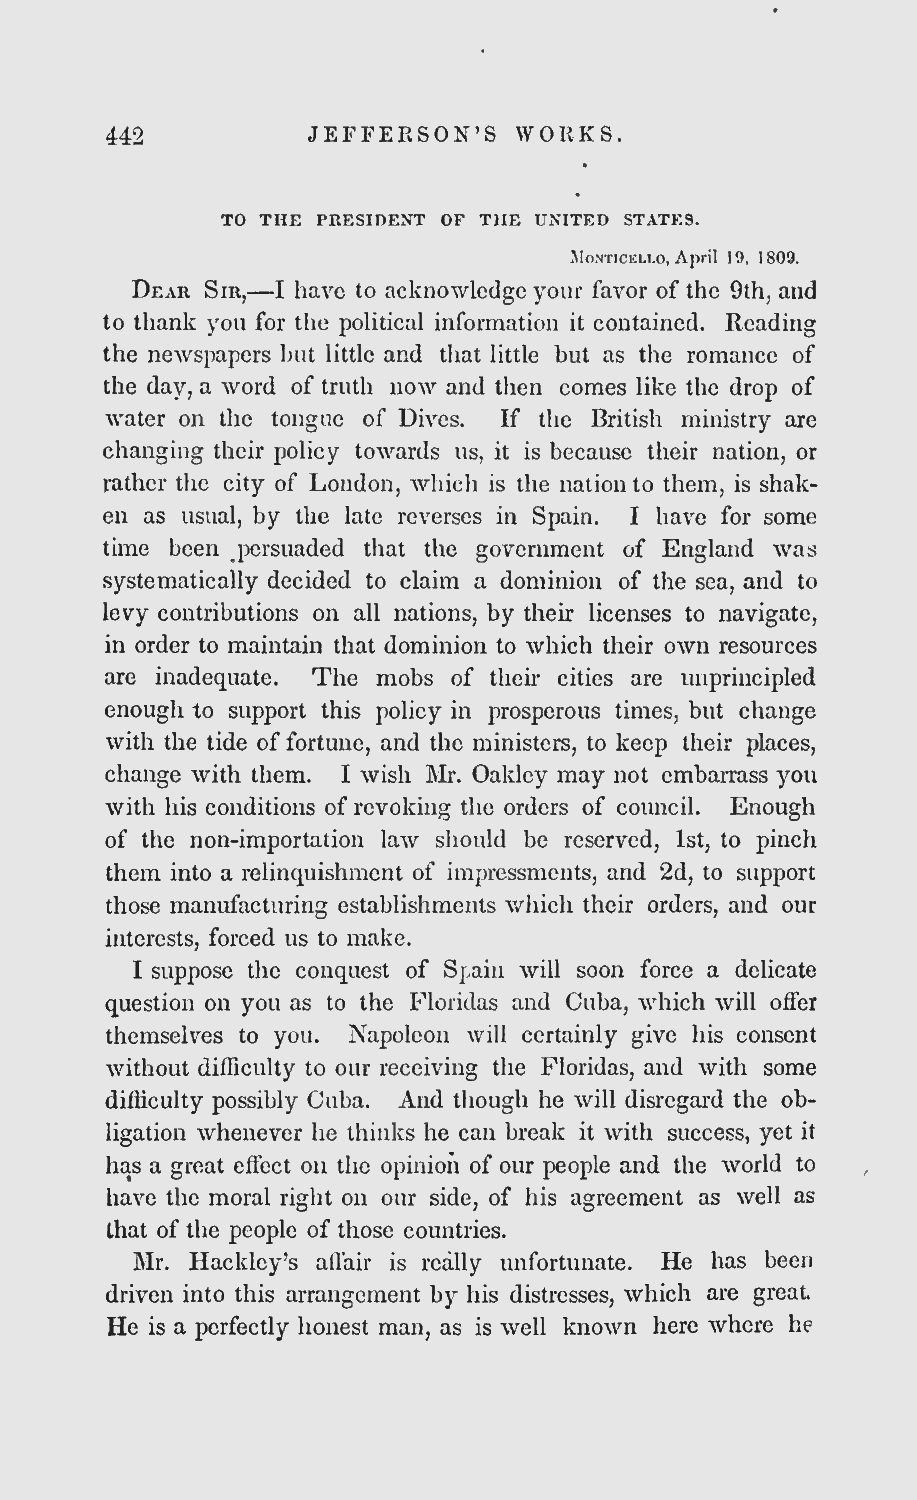 442 JEFFERSON'S WORKS.
TO THE PRESIDENT OF THE UNITED STATES.
MONTICELLO, April 19, 1809.
DEAR SIR,—I have to acknowledge your favor of the 9th, and
to thank you for the political information it contained. Reading
the newspapers but little and that little but as the romance of
the day, a word of truth now and then comes like the drop of
water on the tongue of Dives. If the British ministry are
changing their policy towards us, it is because their nation, or
rather the city of London, which is the nation to them, is shak-
en as usual, by the late reverses in Spain. I have for some
time been persuaded that the government of England was
systematically decided to claim a dominion of the sea, and to
levy contributions on all nations, by their licenses to navigate,
in order to maintain that dominion to which their own resources
are inadequate. The mobs of their cities are unprincipled
enough to support this policy in prosperous times, but change
with the tide of fortune, and the ministers, to keep their places,
change with them. I wish Mr. Oakley may not embarrass you
with his conditions of revoking the orders of council. Enough
of the non-importation law should be reserved, 1st, to pinch
them into a relinquishment of impressments, and 2d, to support
those manufacturing establishments which their orders, and our
interests, forced us to make.
I suppose the conquest of Spain will soon force a delicate
question on you as to the Floridas and Cuba, which will offer
themselves to you. Napoleon will certainly give his consent
without difficulty to our receiving the Floridas, and with some
difficulty possibly Cuba. And though he will disregard the ob-
ligation whenever he thinks he can break it with success, yet it
has a great effect on the opinion of our people and the world to
have the moral right on our side, of his agreement as well as
that of the people of those countries.
Mr. Hackley's affair is really unfortunate. He has been
driven into this arrangement by his distresses, which are great.
He is a perfectly honest man, as is well known here where he